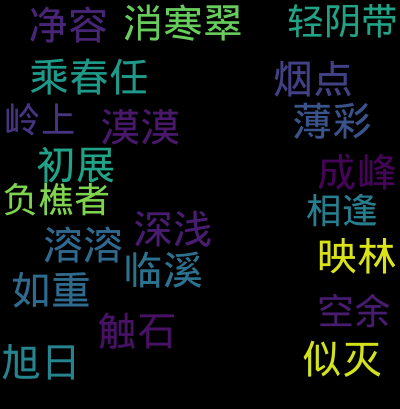 净容
消寒翠
轻阴带
乘春任
烟点
岭上
漠漠
薄彩
初展
成峰
负樵者
相逢
深浅
溶溶
映林
临溪
如重
空余
触石
旭日
似灭